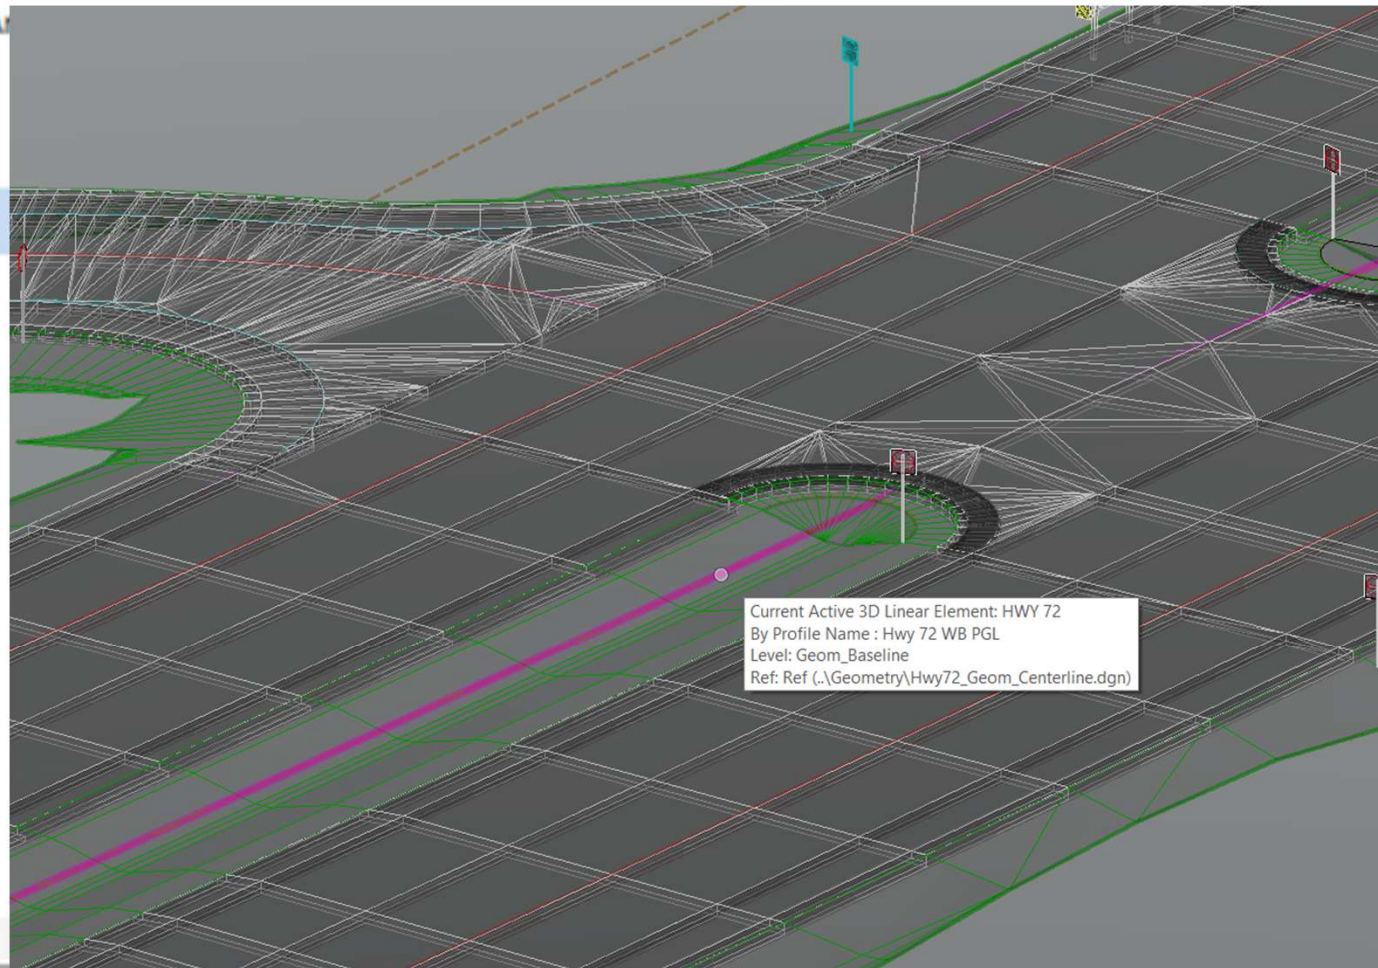 Current Active 3D Linear Element: HWY 72
By Profile Name : Hwy 72 WB PGL
Level: Geom_Baseline
Ref: Ref (..\Geometry\Hwy72_Geom_Centerline.dgn)